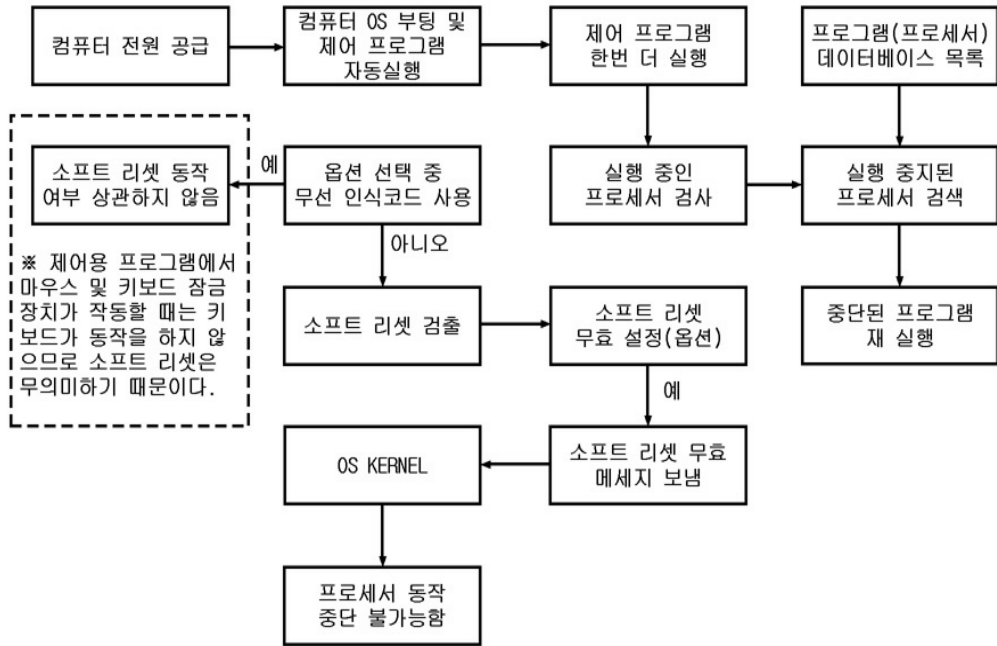 컴퓨터 전원 공급
컴퓨터 OS 부팅 및
제어 프로그램
자동실행
제어 프로그램
한번 더 실행
프로그램(프로세서)
데이터베이스 목록
소프트 리셋 동작
여부 상관하지 않음
예
옵션 선택 중
무선 인식코드 사용
실행 중인
프로세서 검사
실행 중지된
프로세서 검색
아니오
※ 제어용 프로그램에서
마우스 및 키보드 잠금
장치가 작동할 때는 키
보드가 동작을 하지 않
으므로 소프트 리셋은
무의미하기 때문이다.
소프트 리셋 검출
소프트 리셋
무효 설정(옵션)
중단된 프로그램
재 실행
예
OS KERNEL
소프트 리셋 무효
메세지 보냄
프로세서 동작
중단 불가능함